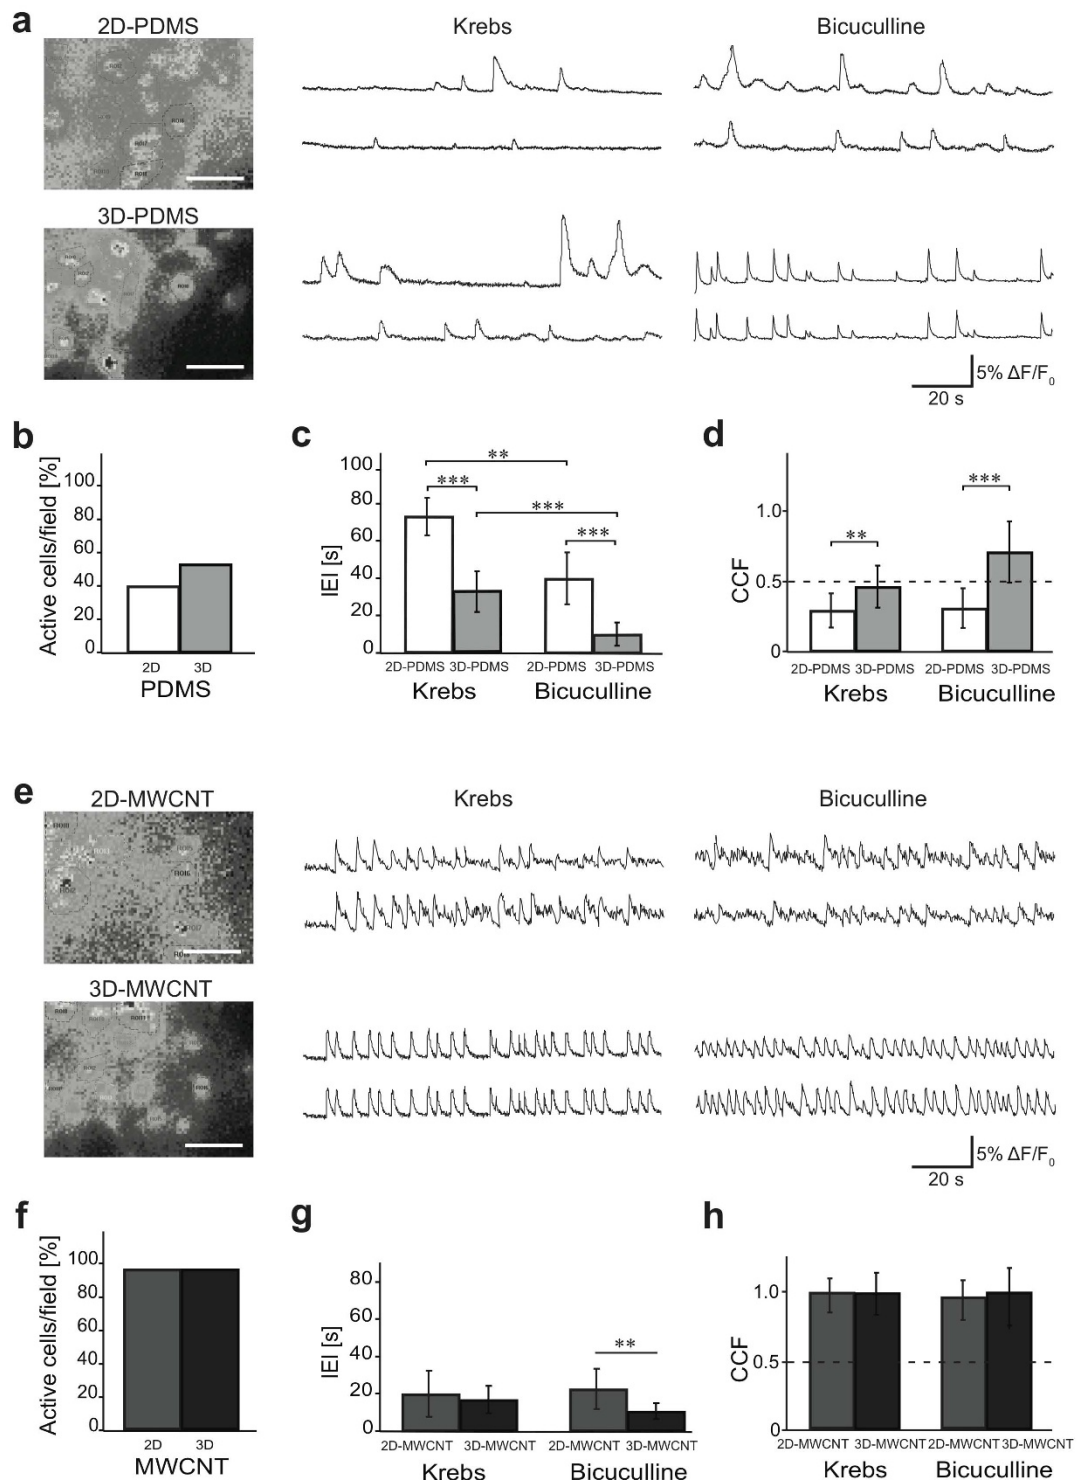 a
2D-PDMS
Krebs
Bicuculline
3D-PDMS
5% ΔF/F₀
20 s
b
Active cells/field [%]
100
80
60
40
20
0
2D 3D
PDMS
c
IEI [s]
100
80
60
40
20
0
**
***
***
***
2D-PDMS 3D-PDMS 2D-PDMS 3D-PDMS
Krebs Bicuculline
d
CCF
1.0
0.5
0
**
***
2D-PDMS 3D-PDMS 2D-PDMS 3D-PDMS
Krebs Bicuculline
e
2D-MWCNT
Krebs
Bicuculline
3D-MWCNT
5% ΔF/F₀
20 s
f
Active cells/field [%]
100
80
60
40
20
0
2D 3D
MWCNT
g
IEI [s]
80
60
40
20
0
**
2D-MWCNT 3D-MWCNT 2D-MWCNT 3D-MWCNT
Krebs Bicuculline
h
CCF
1.0
0.5
0
2D-MWCNT 3D-MWCNT 2D-MWCNT 3D-MWCNT
Krebs Bicuculline